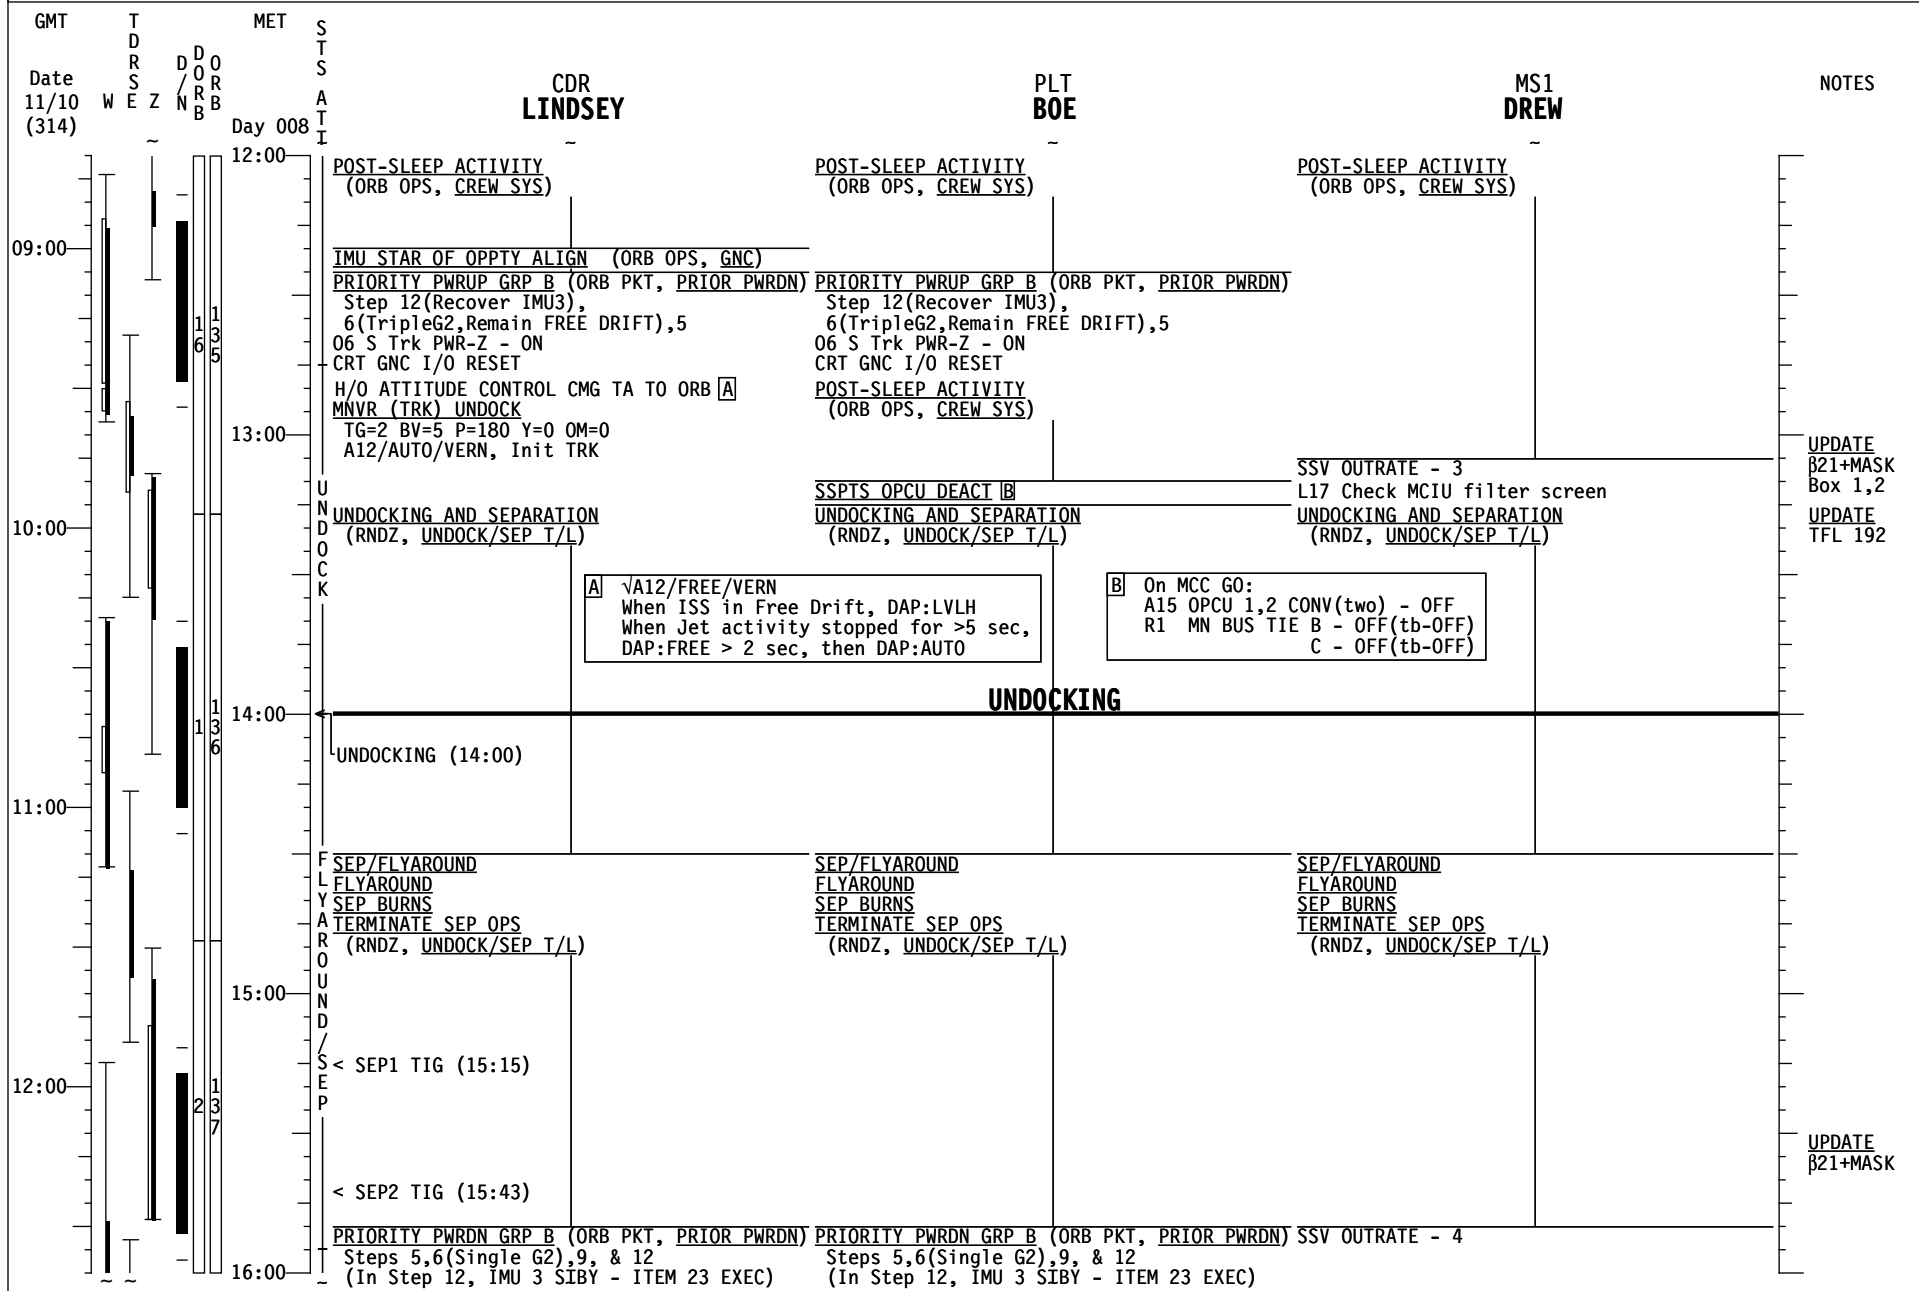 GMT
Date
11/10
(314)
W
TDRS
E
Z
D/N
DORB
ORB
MET
Day 008
STS ATT
CDR
LINDSEY
PLT
BOE
MS1
DREW
NOTES
~ ~ ~ ~
12:00
09:00
13:00
10:00
14:00
11:00
15:00
12:00
16:00
16
135
1
136
2
137
UNDOCK
FLYAROUND/SEP
POST-SLEEP ACTIVITY
(ORB OPS, CREW SYS)
IMU STAR OF OPPTY ALIGN (ORB OPS, GNC)
PRIORITY PWRUP GRP B (ORB PKT, PRIOR PWRDN)
Step 12(Recover IMU3),
6(TripleG2,Remain FREE DRIFT),5
O6 S Trk PWR-Z - ON
CRT GNC I/O RESET
H/O ATTITUDE CONTROL CMG TA TO ORB A
MNVR (TRK) UNDOCK
TG=2 BV=5 P=180 Y=0 OM=0
A12/AUTO/VERN, Init TRK
UNDOCKING AND SEPARATION
(RNDZ, UNDOCK/SEP T/L)
POST-SLEEP ACTIVITY
(ORB OPS, CREW SYS)
PRIORITY PWRUP GRP B (ORB PKT, PRIOR PWRDN)
Step 12(Recover IMU3),
6(TripleG2,Remain FREE DRIFT),5
O6 S Trk PWR-Z - ON
CRT GNC I/O RESET
POST-SLEEP ACTIVITY
(ORB OPS, CREW SYS)
SSPTS OPCU DEACT B
UNDOCKING AND SEPARATION
(RNDZ, UNDOCK/SEP T/L)
POST-SLEEP ACTIVITY
(ORB OPS, CREW SYS)
SSV OUTRATE - 3
L17 Check MCIU filter screen
UNDOCKING AND SEPARATION
(RNDZ, UNDOCK/SEP T/L)
UPDATE
β21+MASK
Box 1,2
UPDATE
TFL 192
A √A12/FREE/VERN
When ISS in Free Drift, DAP:LVLH
When Jet activity stopped for >5 sec,
DAP:FREE > 2 sec, then DAP:AUTO
B On MCC GO:
A15 OPCU 1,2 CONV(two) - OFF
R1 MN BUS TIE B - OFF(tb-OFF)
C - OFF(tb-OFF)
UNDOCKING
UNDOCKING (14:00)
SEP/FLYAROUND
FLYAROUND
SEP BURNS
TERMINATE SEP OPS
(RNDZ, UNDOCK/SEP T/L)
SEP/FLYAROUND
FLYAROUND
SEP BURNS
TERMINATE SEP OPS
(RNDZ, UNDOCK/SEP T/L)
SEP/FLYAROUND
FLYAROUND
SEP BURNS
TERMINATE SEP OPS
(RNDZ, UNDOCK/SEP T/L)
< SEP1 TIG (15:15)
< SEP2 TIG (15:43)
UPDATE
β21+MASK
PRIORITY PWRDN GRP B (ORB PKT, PRIOR PWRDN)
Steps 5,6(Single G2),9, & 12
(In Step 12, IMU 3 STBY - ITEM 23 EXEC)
PRIORITY PWRDN GRP B (ORB PKT, PRIOR PWRDN)
Steps 5,6(Single G2),9, & 12
(In Step 12, IMU 3 STBY - ITEM 23 EXEC)
SSV OUTRATE - 4
~ ~ ~